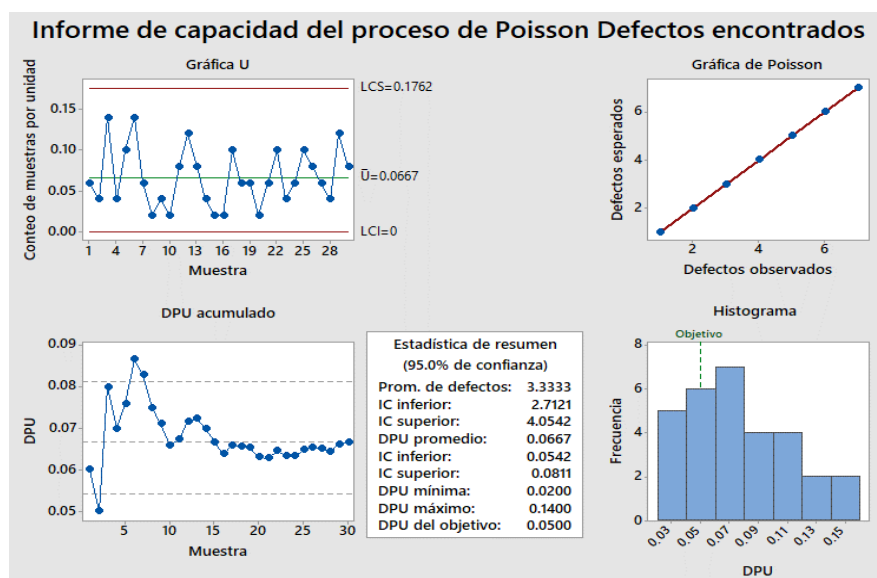 Informe de capacidad del proceso de Poisson Defectos encontrados
Gráfica U
Conteo de muestras por unidad
0.15
0.10
0.05
0.00
LCS=0.1762
U̅=0.0667
LCI=0
1 4 7 10 13 16 19 22 25 28
Muestra
Gráfica de Poisson
Defectos esperados
6
4
2
2 4 6
Defectos observados
DPU acumulado
DPU
0.09
0.08
0.07
0.06
0.05
5 10 15 20 25 30
Muestra
Estadística de resumen
(95.0% de confianza)
Prom. de defectos: 3.3333
IC inferior: 2.7121
IC superior: 4.0542
DPU promedio: 0.0667
IC inferior: 0.0542
IC superior: 0.0811
DPU mínima: 0.0200
DPU máximo: 0.1400
DPU del objetivo: 0.0500
Histograma
Objetivo
Frecuencia
8
6
4
2
0
0.03 0.05 0.07 0.09 0.11 0.13 0.15
DPU